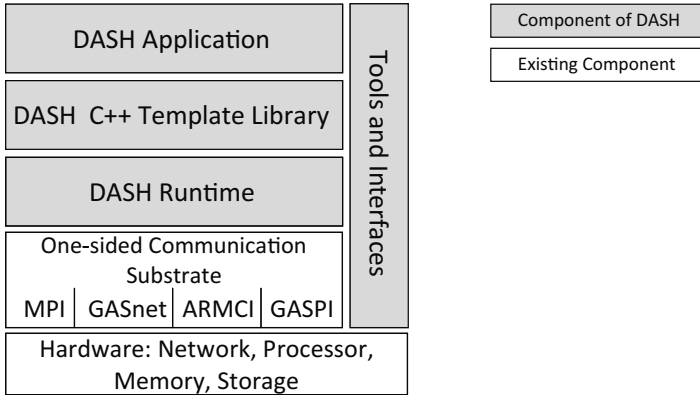 DASH Application
DASH C++ Template Library
DASH Runtime
One-sided Communication
Substrate
MPI GASnet ARMCI GASPI
Tools and Interfaces
Hardware: Network, Processor,
Memory, Storage
Component of DASH
Existing Component